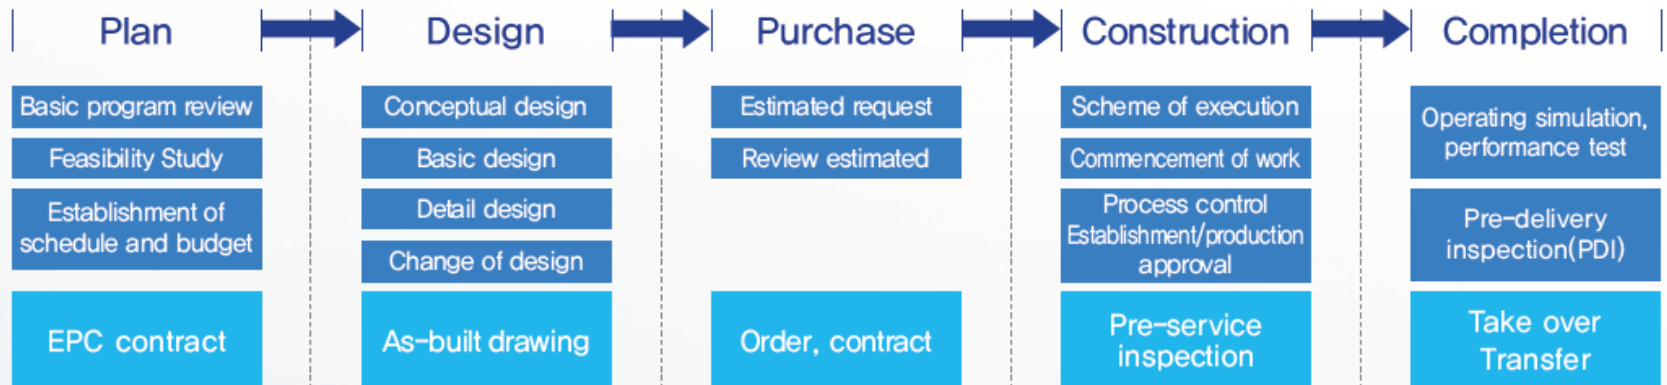 Plan
Design
Purchase
Construction
Completion
Basic program review
Feasibility Study
Establishment of
schedule and budget
EPC contract
Conceptual design
Basic design
Detail design
Change of design
As-built drawing
Estimated request
Review estimated
Order, contract
Scheme of execution
Commencement of work
Process control
Establishment/production
approval
Pre-service
inspection
Operating simulation,
performance test
Pre-delivery
inspection(PDI)
Take over
Transfer